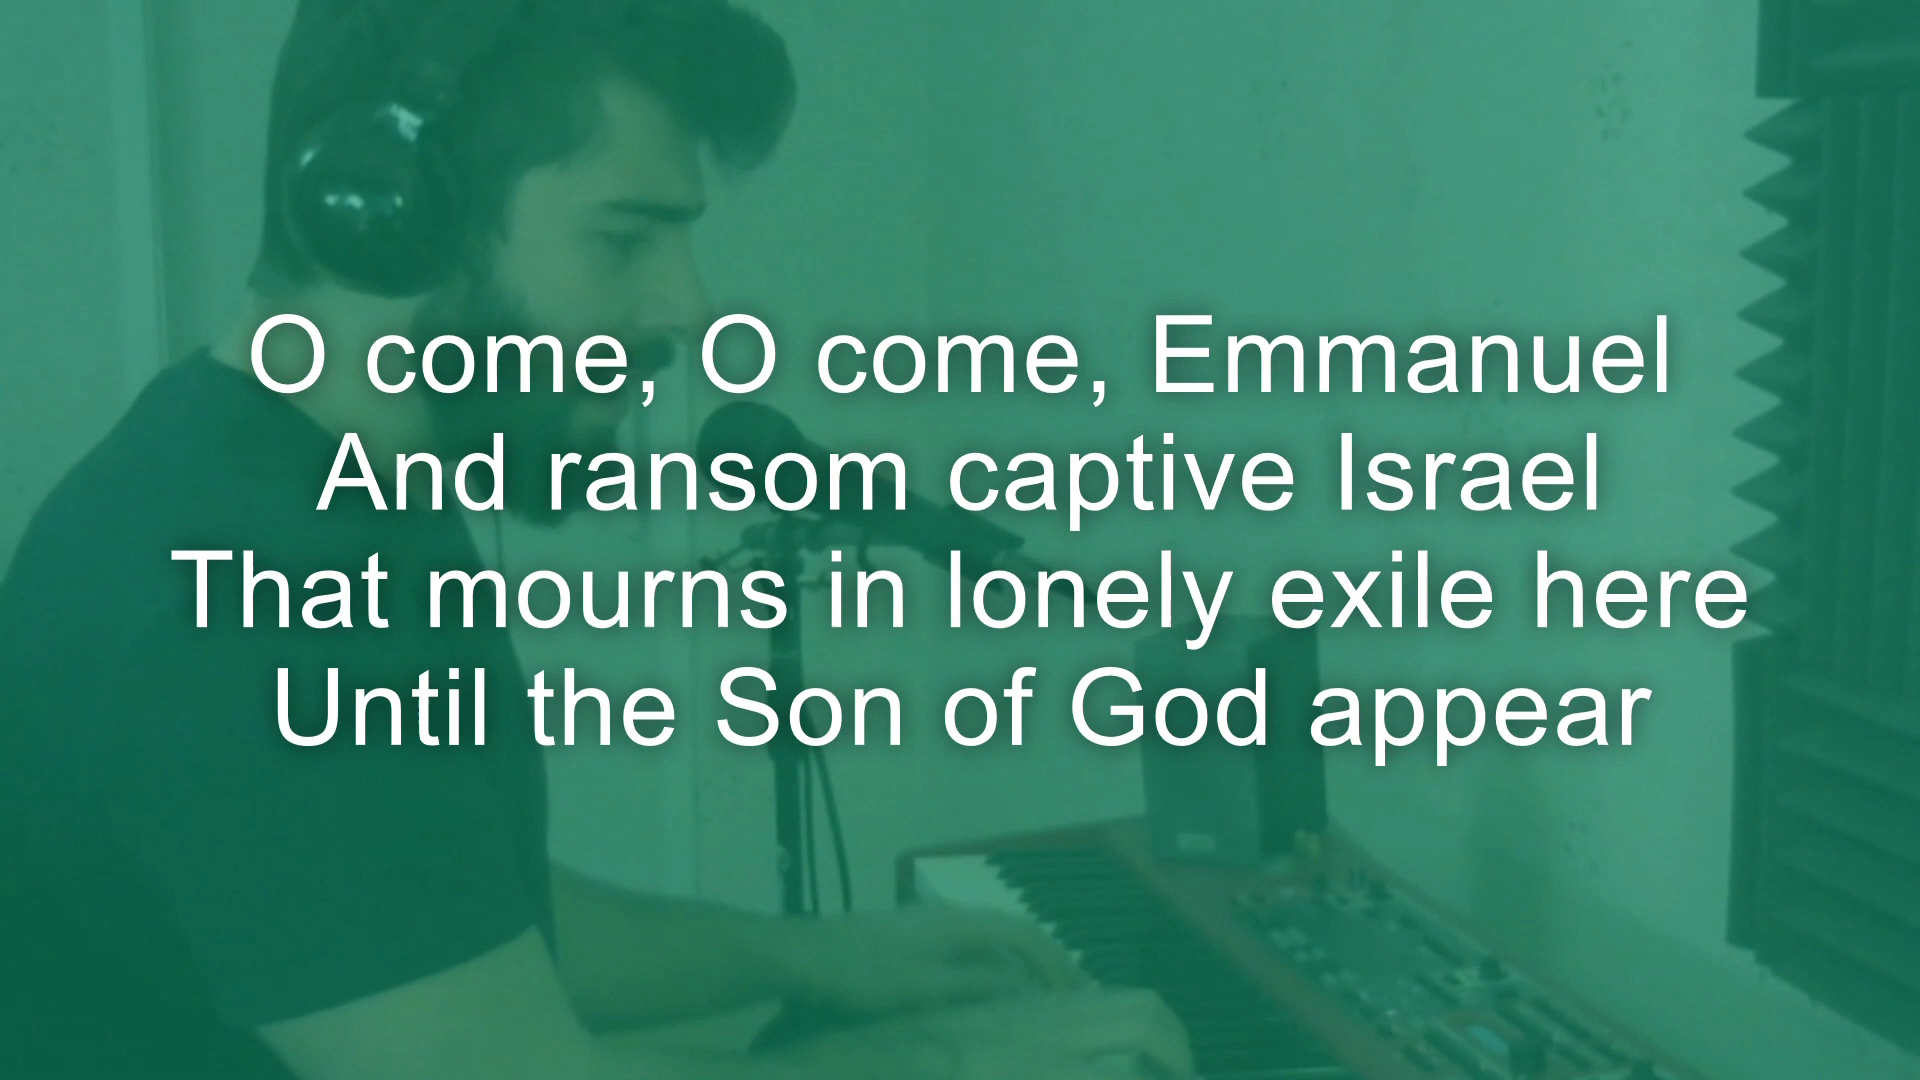 O come, O come, Emmanuel
And ransom captive Israel
That mourns in lonely exile here
Until the Son of God appear